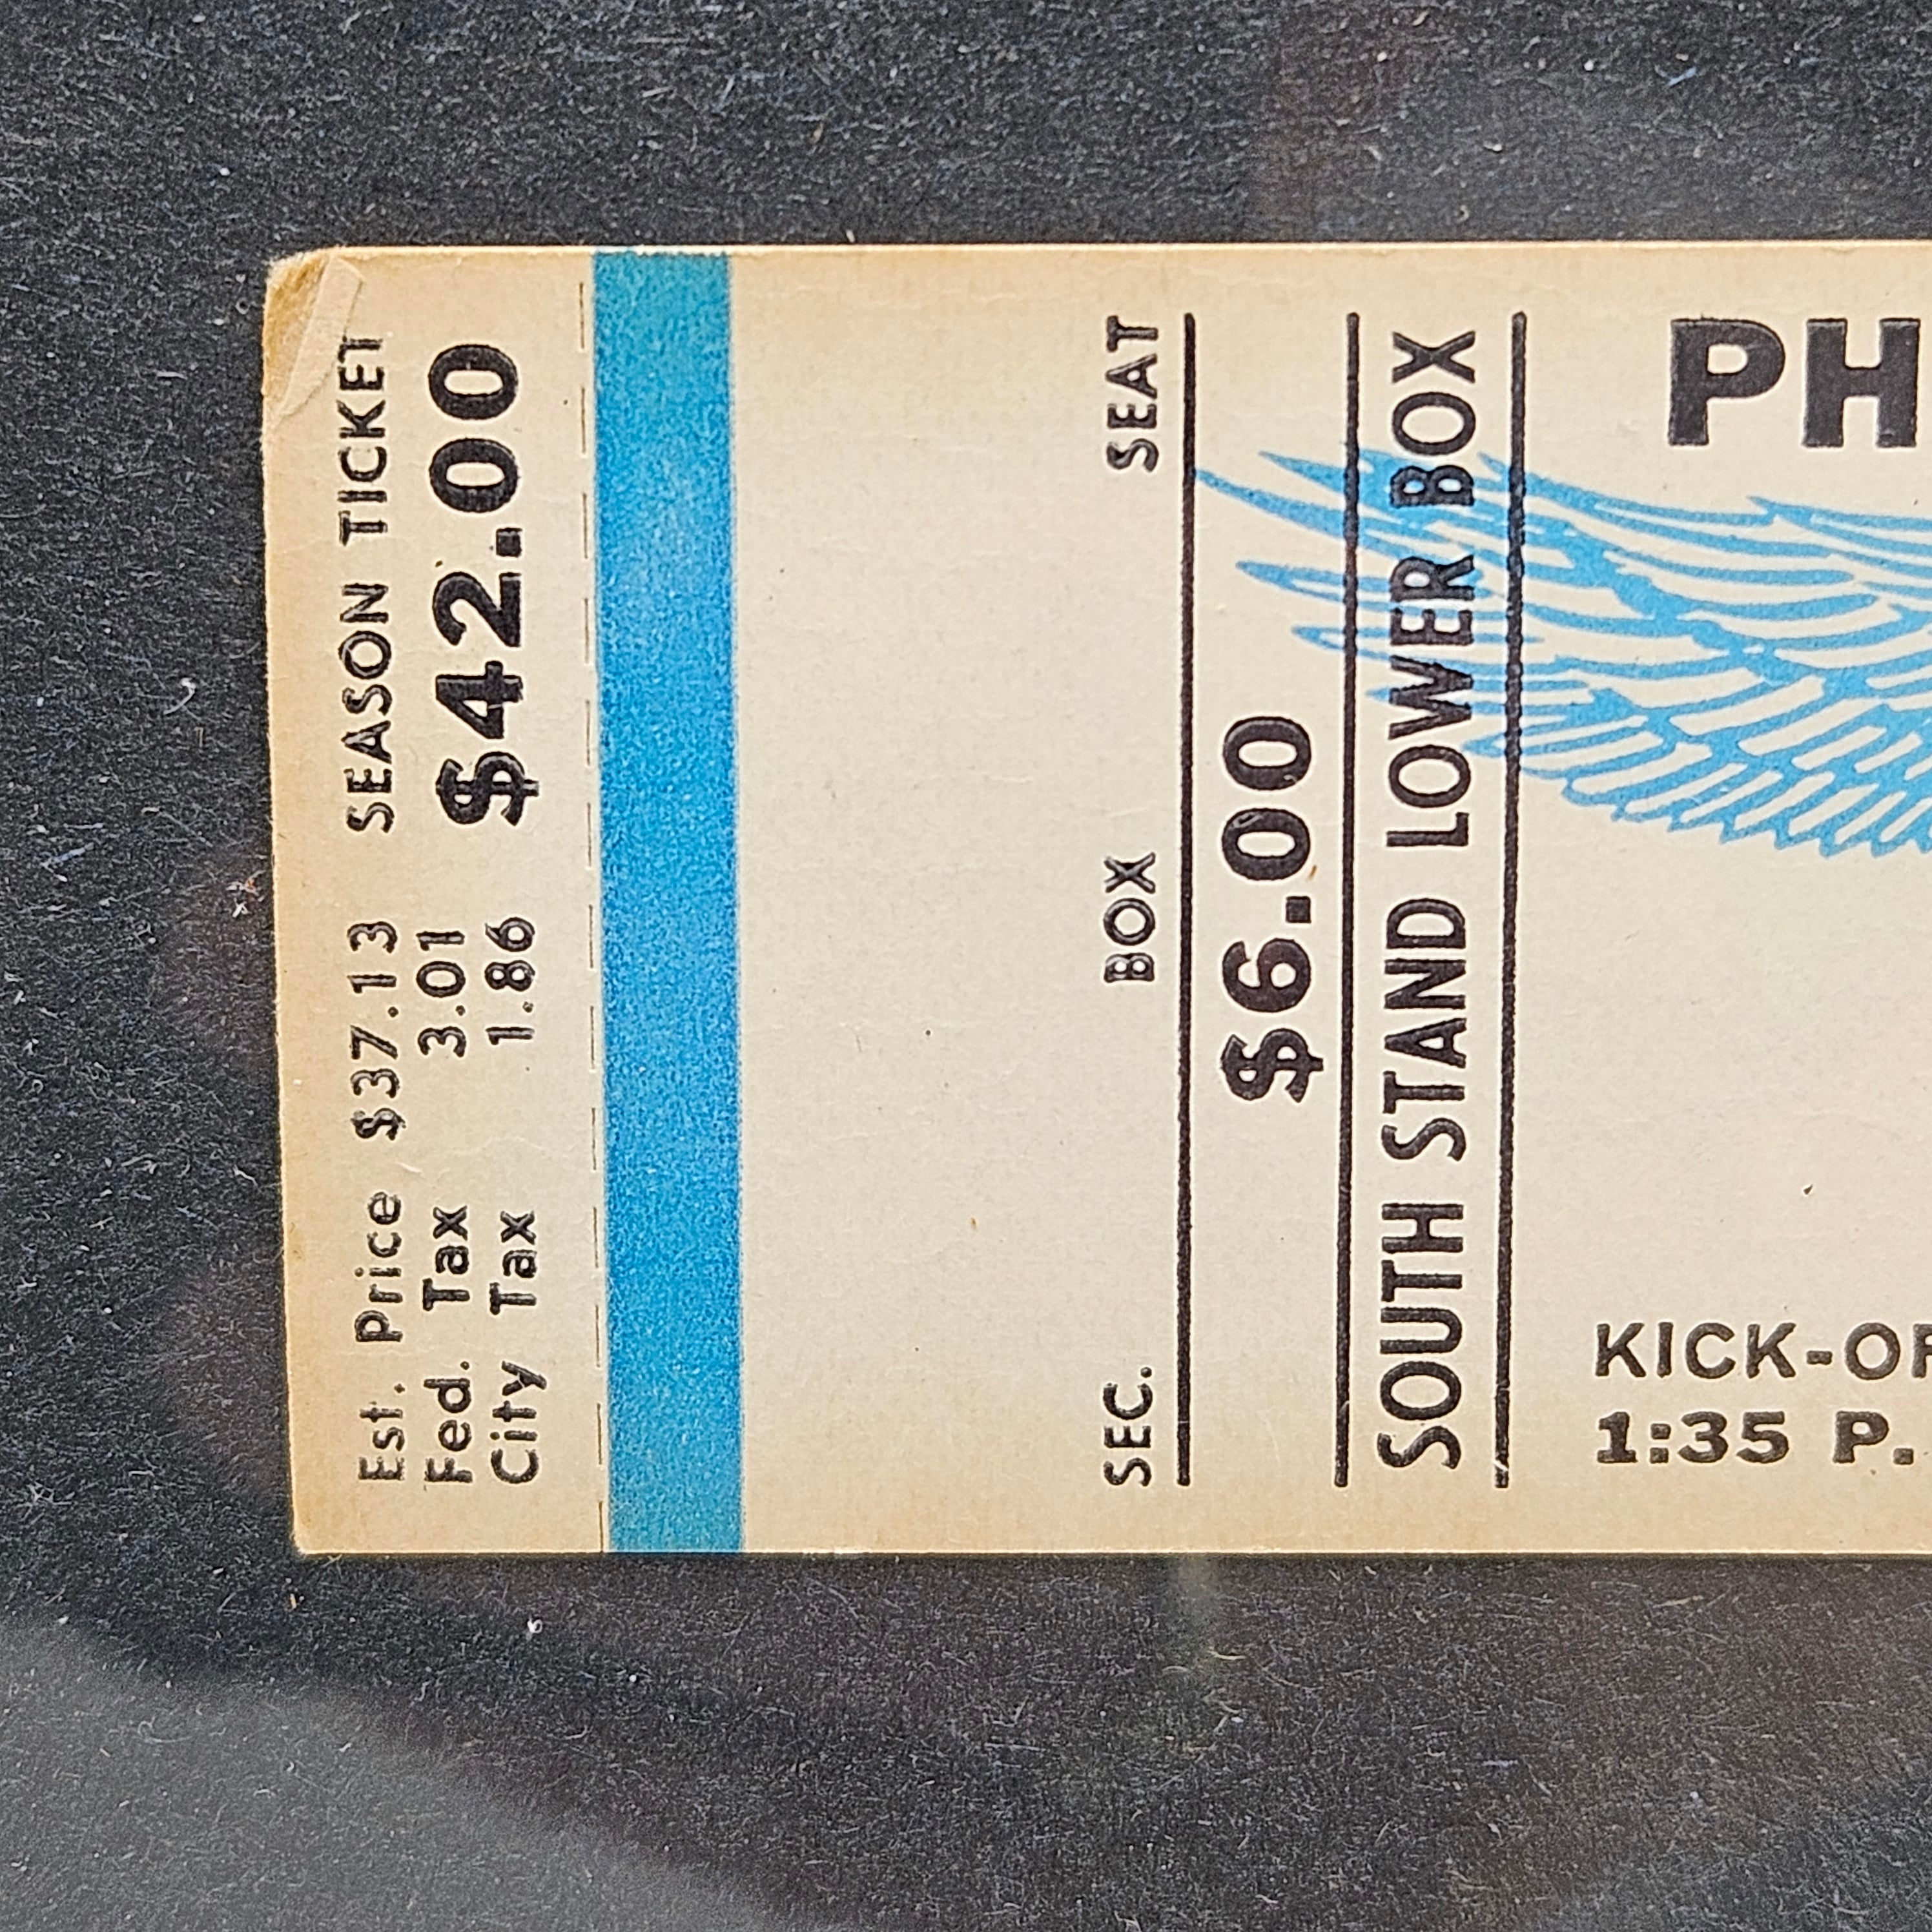 SEASON TICKET
$42.00
Est. Price $37.13
Fed. Tax 3.01
City Tax 1.86
SEC. BOX SEAT
$6.00
SOUTH STAND LOWER BOX
PH
KICK-OF
1:35 P.